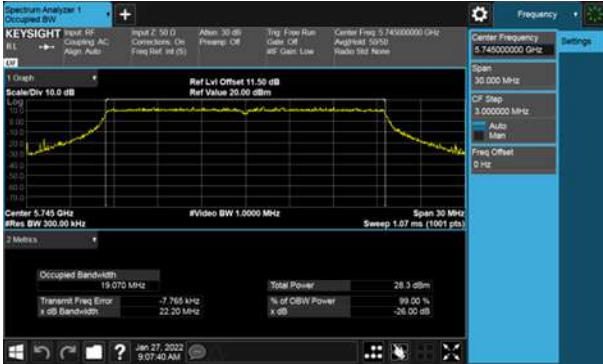 Spectrum Analyzer 1
Occupied BW
+
Frequency
KEYSIGHT
Input: RF
Input Z: 50 Ω
Atten: 30 dB
Trig: Free Run
Center Freq: 5.745000000 GHz
RL
Coupling: AC
Corrections: On
Preamp: Off
Gate: Off
Avg|Hold: 50/50
Align: Auto
Freq Ref: Int (S)
#IF Gain: Low
Radio Std: None
Center Frequency
5.745000000 GHz
Settings
Span
30.000 MHz
CF Step
3.000000 MHz
Auto
Man
Freq Offset
0 Hz
1 Graph
Ref Lvl Offset 11.50 dB
Scale/Div 10.0 dB
Ref Value 20.00 dBm
Log
10.0
0.00
Center 5.745 GHz
#Video BW 1.0000 MHz
Span 30 MHz
#Res BW 300.00 kHz
Sweep 1.07 ms (1001 pts)
2 Metrics
Occupied Bandwidth
19.070 MHz
Total Power
28.3 dBm
Transmit Freq Error
-7.765 kHz
% of OBW Power
99.00 %
x dB Bandwidth
22.20 MHz
x dB
-26.00 dB
?
Jan 27, 2022
9:07:40 AM